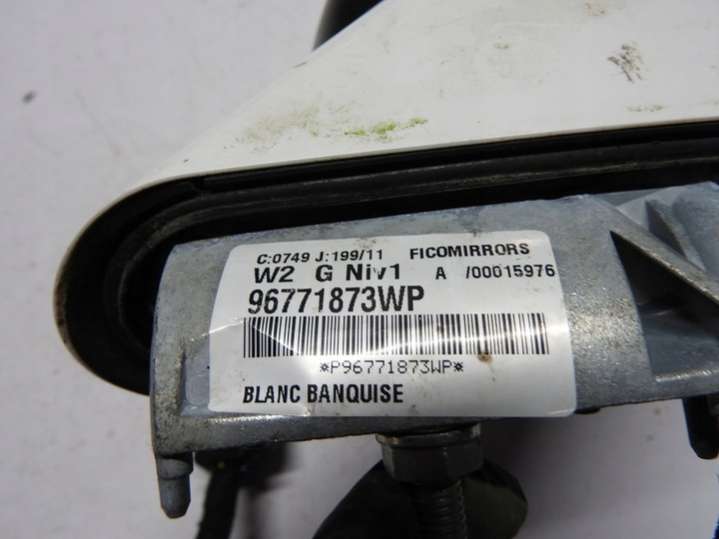 C:0749 J:199/11 FICOMIRRORS
W2 G Niv1 A /00015976
96771873WP
*P96771873WP*
BLANC BANQUISE